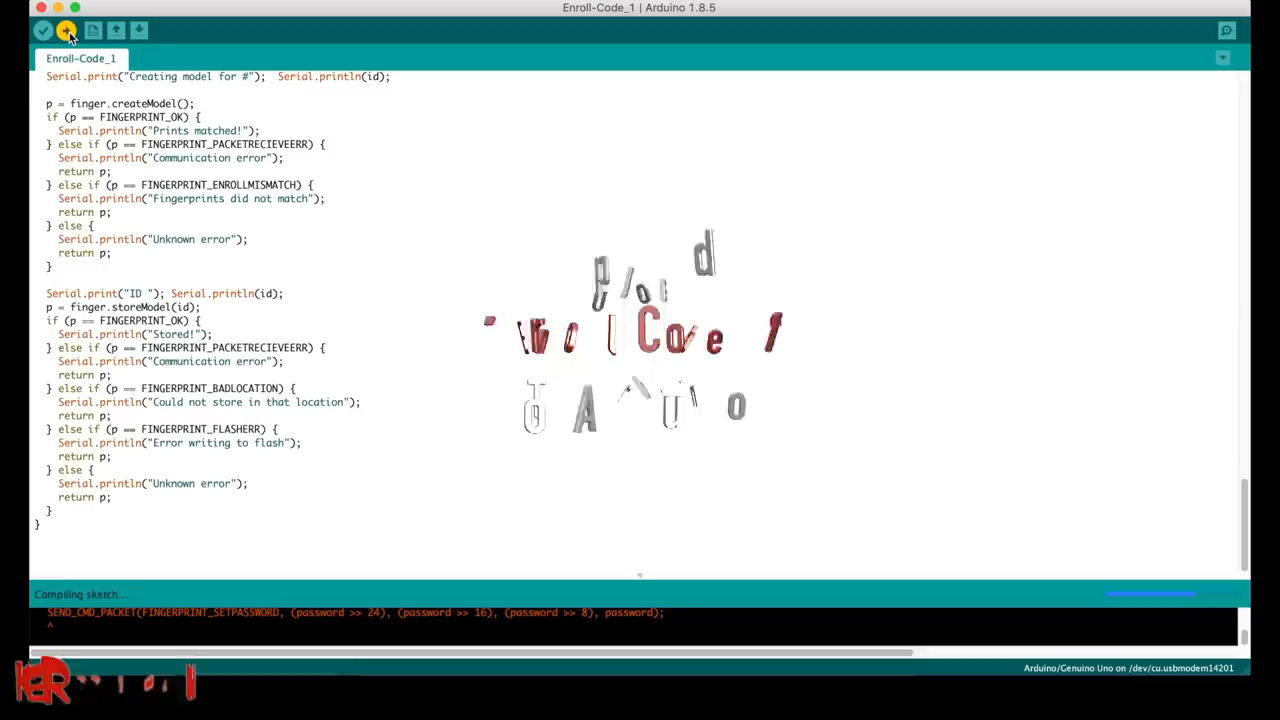 Enroll-Code_1 | Arduino 1.8.5
Enroll-Code_1
Serial.print("Creating model for #");  Serial.println(id);
p = finger.createModel();
if (p == FINGERPRINT_OK) {
Serial.println("Prints matched!");
} else if (p == FINGERPRINT_PACKETRECIEVEERR) {
Serial.println("Communication error");
return p;
} else if (p == FINGERPRINT_ENROLLMISMATCH) {
Serial.println("Fingerprints did not match");
return p;
} else {
Serial.println("Unknown error");
return p;
}
Serial.print("ID "); Serial.println(id);
p = finger.storeModel(id);
if (p == FINGERPRINT_OK) {
Serial.println("Stored!");
} else if (p == FINGERPRINT_PACKETRECIEVEERR) {
Serial.println("Communication error");
return p;
} else if (p == FINGERPRINT_BADLOCATION) {
Serial.println("Could not store in that location");
return p;
} else if (p == FINGERPRINT_FLASHERR) {
Serial.println("Error writing to flash");
return p;
} else {
Serial.println("Unknown error");
return p;
}
}
Compiling sketch...
SEND_CMD_PACKET(FINGERPRINT_SETPASSWORD, (password >> 24), (password >> 16), (password >> 8), password);
^
Arduino/Genuino Uno on /dev/cu.usbmodem14201